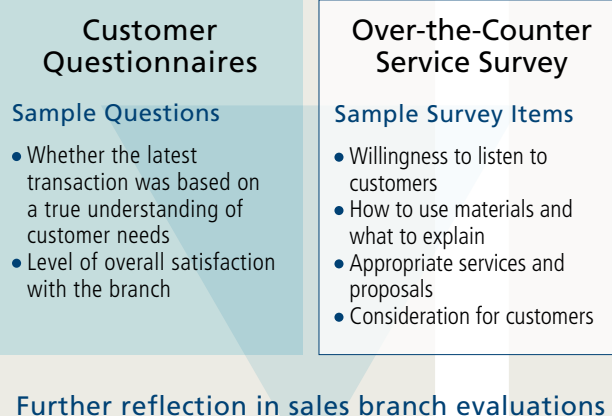 Customer
Questionnaires
Sample Questions
• Whether the latest
transaction was based on
a true understanding of
customer needs
• Level of overall satisfaction
with the branch
Over-the-Counter
Service Survey
Sample Survey Items
• Willingness to listen to
customers
• How to use materials and
what to explain
• Appropriate services and
proposals
• Consideration for customers
Further reflection in sales branch evaluations